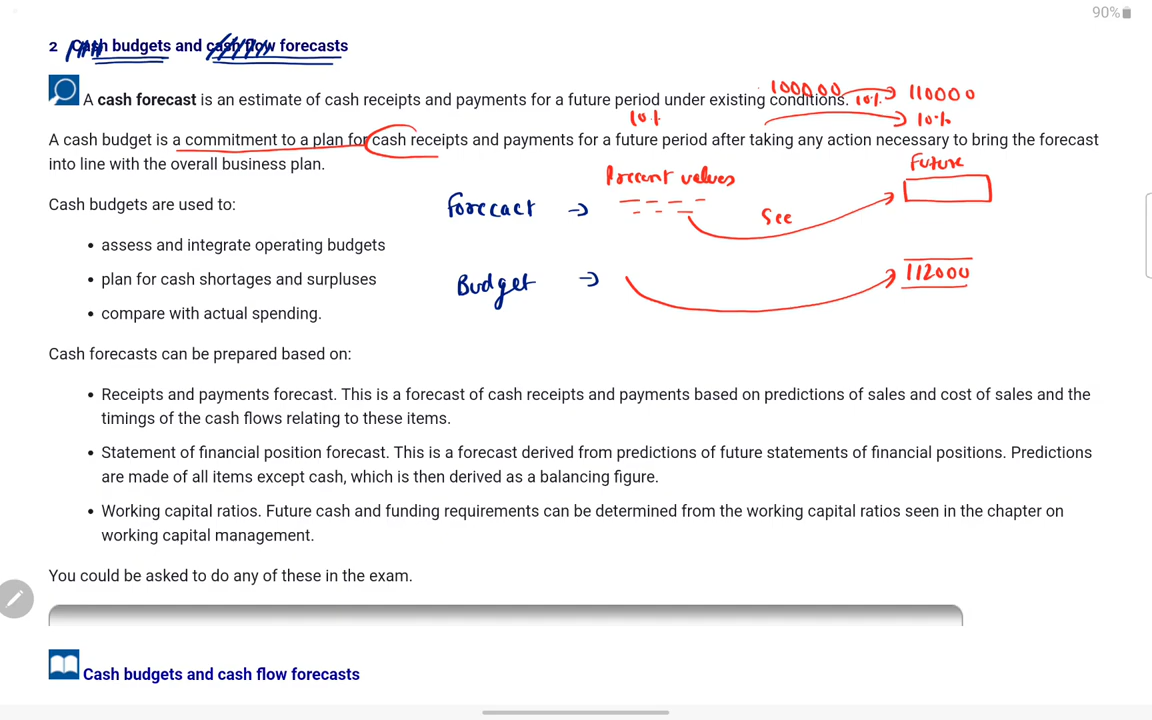 90%
2 Cash budgets and cash flow forecasts
100000 10% 110000
A cash forecast is an estimate of cash receipts and payments for a future period under existing conditions.
10% 10%
A cash budget is a commitment to a plan for cash receipts and payments for a future period after taking any action necessary to bring the forecast
into line with the overall business plan.
Future
Present values
Cash budgets are used to:
Forecast →
See
• assess and integrate operating budgets
Budget → 112000
• plan for cash shortages and surpluses
• compare with actual spending.
Cash forecasts can be prepared based on:
• Receipts and payments forecast. This is a forecast of cash receipts and payments based on predictions of sales and cost of sales and the
timings of the cash flows relating to these items.
• Statement of financial position forecast. This is a forecast derived from predictions of future statements of financial positions. Predictions
are made of all items except cash, which is then derived as a balancing figure.
• Working capital ratios. Future cash and funding requirements can be determined from the working capital ratios seen in the chapter on
working capital management.
You could be asked to do any of these in the exam.
Cash budgets and cash flow forecasts